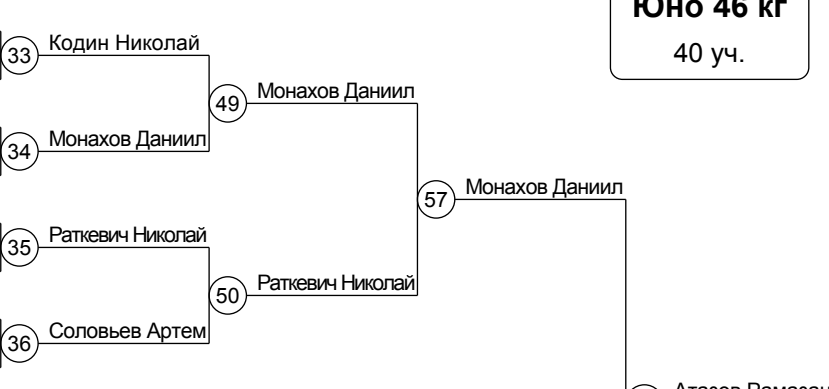 Юно 46 кг
40 уч.
33 Кодин Николай
49 Монахов Даниил
34 Монахов Даниил
57 Монахов Даниил
35 Раткевич Николай
50 Раткевич Николай
36 Соловьев Артем